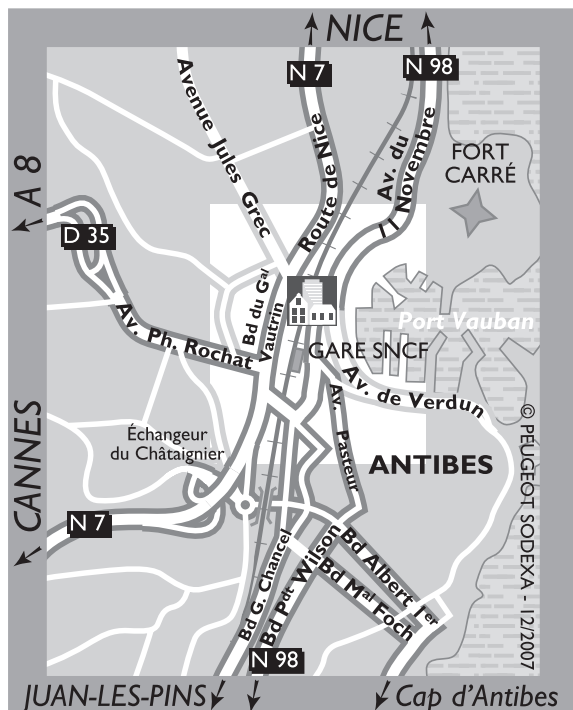 NICE
N 7
N 98
Avenue Jules Grec
Route de Nice
Av. du
11 Novembre
FORT
CARRÉ
A 8
D 35
Bd du Gal
Vautrin
Port Vauban
Av. Ph. Rochat
GARE SNCF
Av. de Verdun
Av. Pasteur
CANNES
Échangeur
du Châtaignier
ANTIBES
N 7
Bd G. Chancel
Bd Pdt Wilson
Bd Albert 1er
Bd Mal Foch
© PEUGEOT SODEXA - 12/2007
N 98
JUAN-LES-PINS
Cap d'Antibes